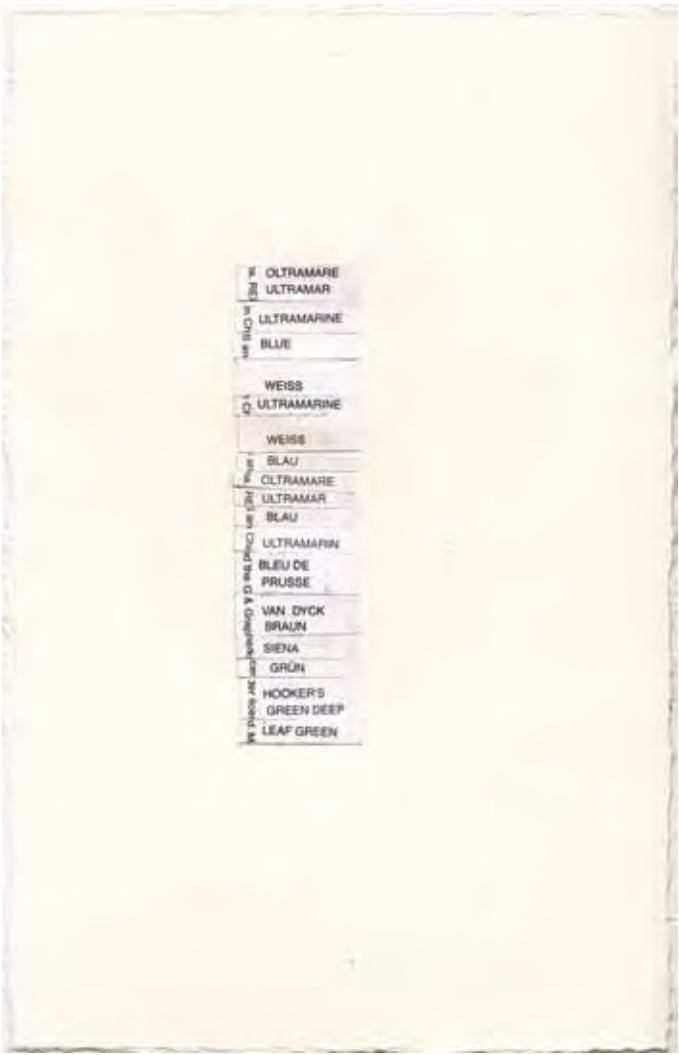 OLTRAMARE
ULTRAMAR
ULTRAMARINE
BLUE
WEISS
ULTRAMARINE
WEISS
BLAU
OLTRAMARE
ULTRAMAR
BLAU
ULTRAMARIN
BLEU DE
PRUSSE
VAN DYCK
BRAUN
SIENA
GRÜN
HOOKER'S
GREEN DEEP
LEAF GREEN